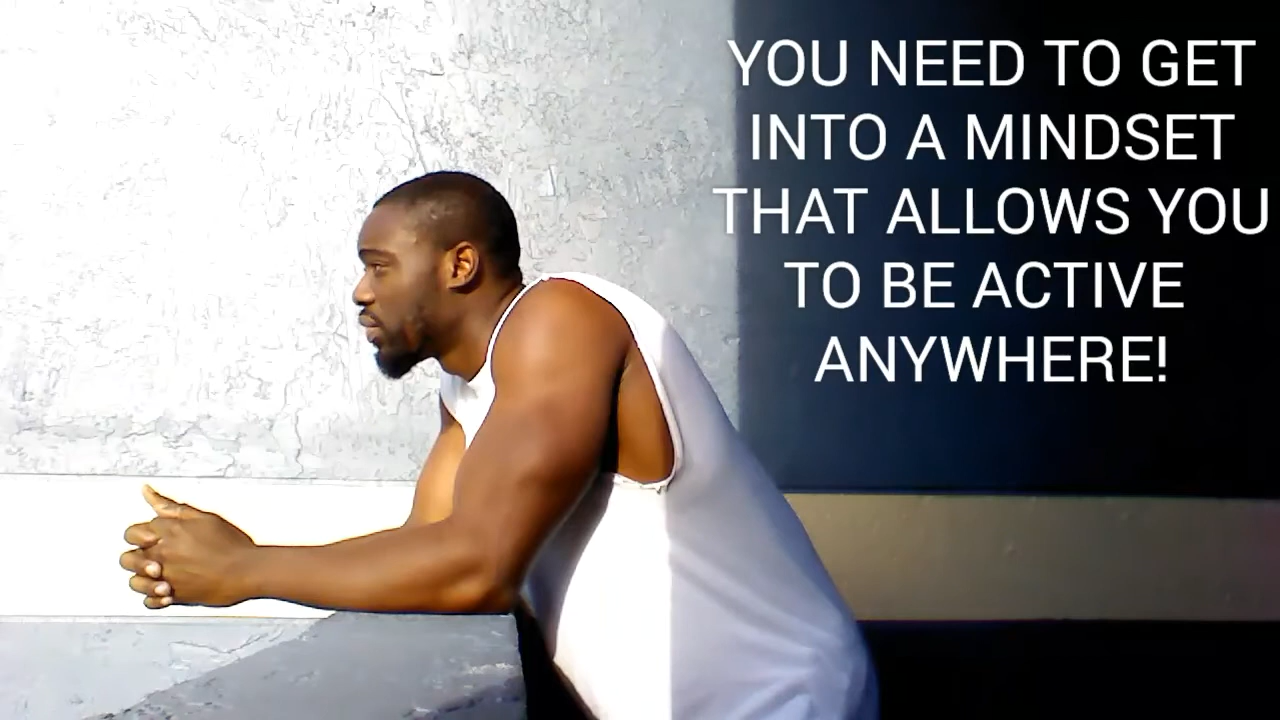 YOU NEED TO GET
INTO A MINDSET
THAT ALLOWS YOU
TO BE ACTIVE
ANYWHERE!